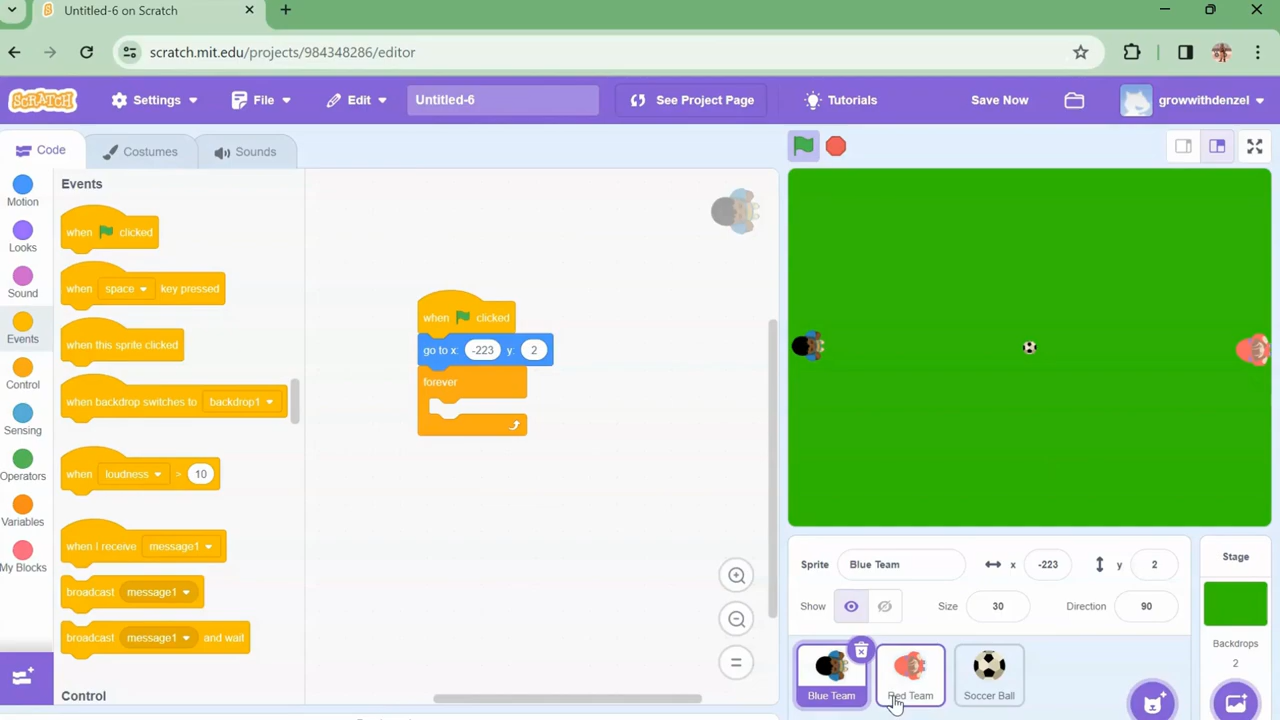 Untitled-6 on Scratch
scratch.mit.edu/projects/984348286/editor
SCRATCH Settings File Edit Untitled-6 See Project Page Tutorials Save Now growwithdenzel
Code Costumes Sounds
Motion
Looks
Sound
Events
Control
Sensing
Operators
Variables
My Blocks
Events
when clicked
when space key pressed
when this sprite clicked
when backdrop switches to backdrop1
when loudness > 10
when I receive message1
broadcast message1
broadcast message1 and wait
Control
when clicked
go to x: -223 y: 2
forever
Sprite Blue Team x -223 y 2
Show Size 30 Direction 90
Blue Team Red Team Soccer Ball
Stage
Backdrops
2